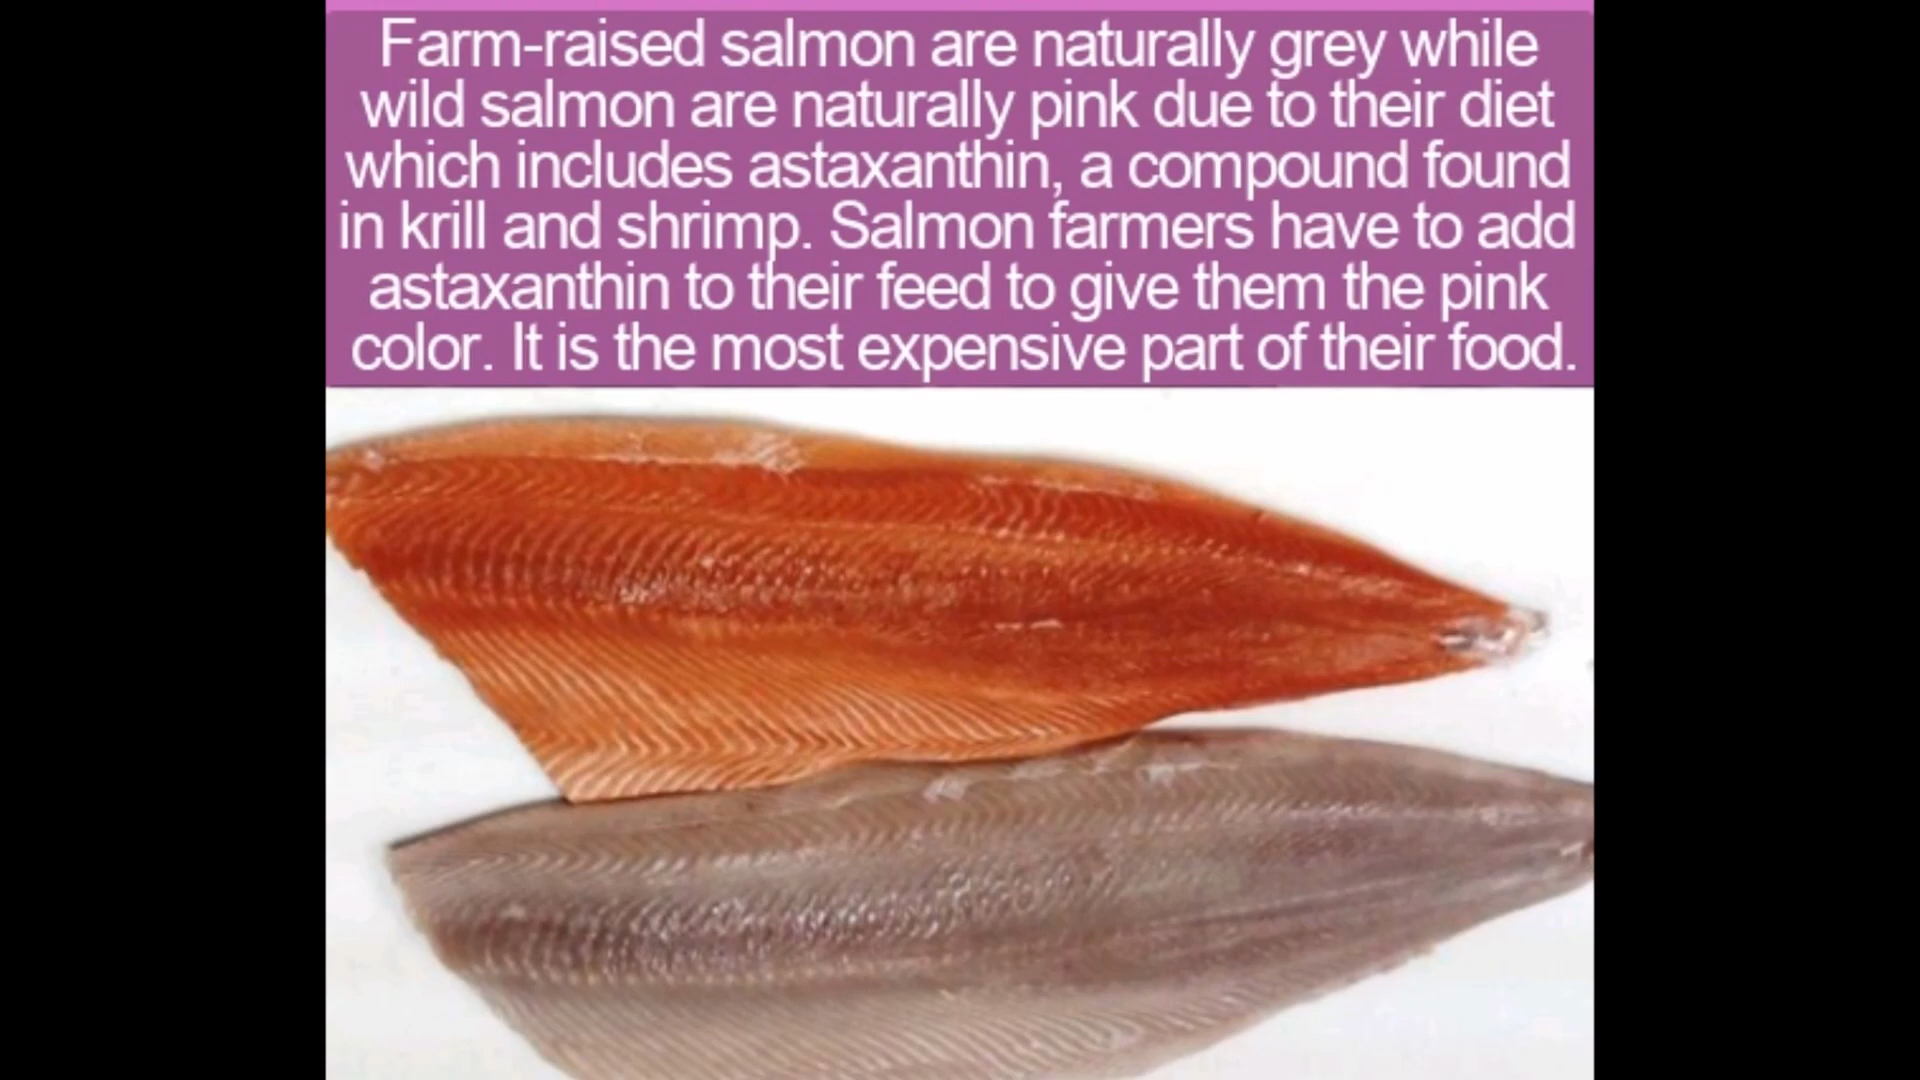 Farm-raised salmon are naturally grey while
wild salmon are naturally pink due to their diet
which includes astaxanthin, a compound found
in krill and shrimp. Salmon farmers have to add
astaxanthin to their feed to give them the pink
color. It is the most expensive part of their food.